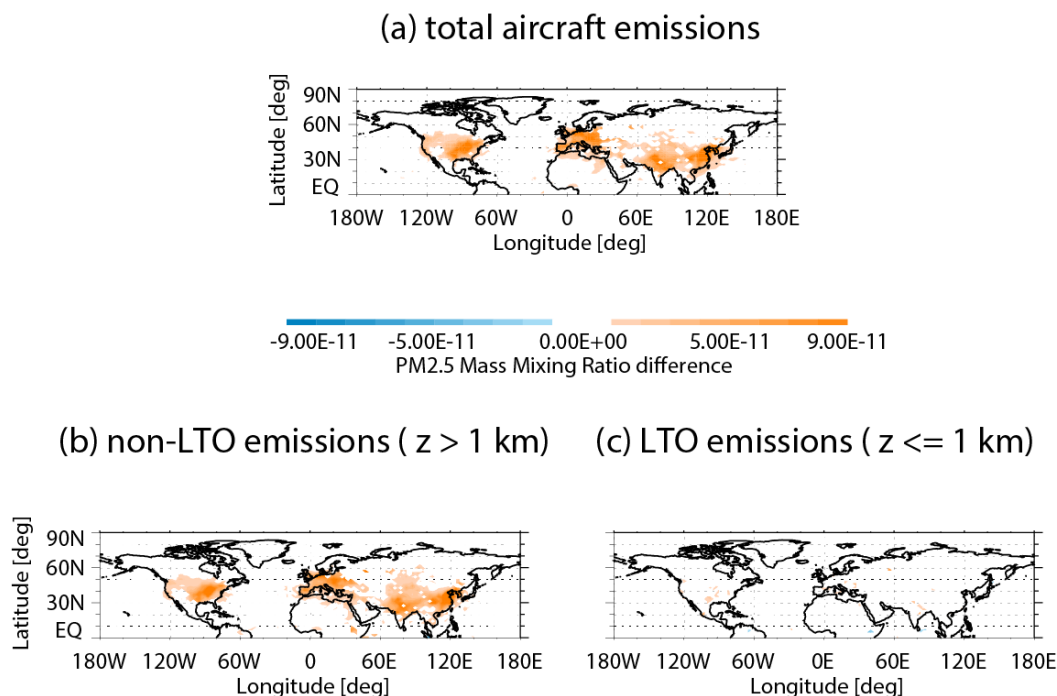 (a) total aircraft emissions
Latitude [deg]
90N
60N
30N
EQ
180W 120W 60W 0 60E 120E 180E
Longitude [deg]
-9.00E-11 -5.00E-11 0.00E+00 5.00E-11 9.00E-11
PM2.5 Mass Mixing Ratio difference
(b) non-LTO emissions ( z > 1 km)
Latitude [deg]
90N
60N
30N
EQ
180W 120W 60W 0 60E 120E 180E
Longitude [deg]
(c) LTO emissions ( z <= 1 km)
180W 120W 60W 0E 60E 120E 180E
Longitude [deg]